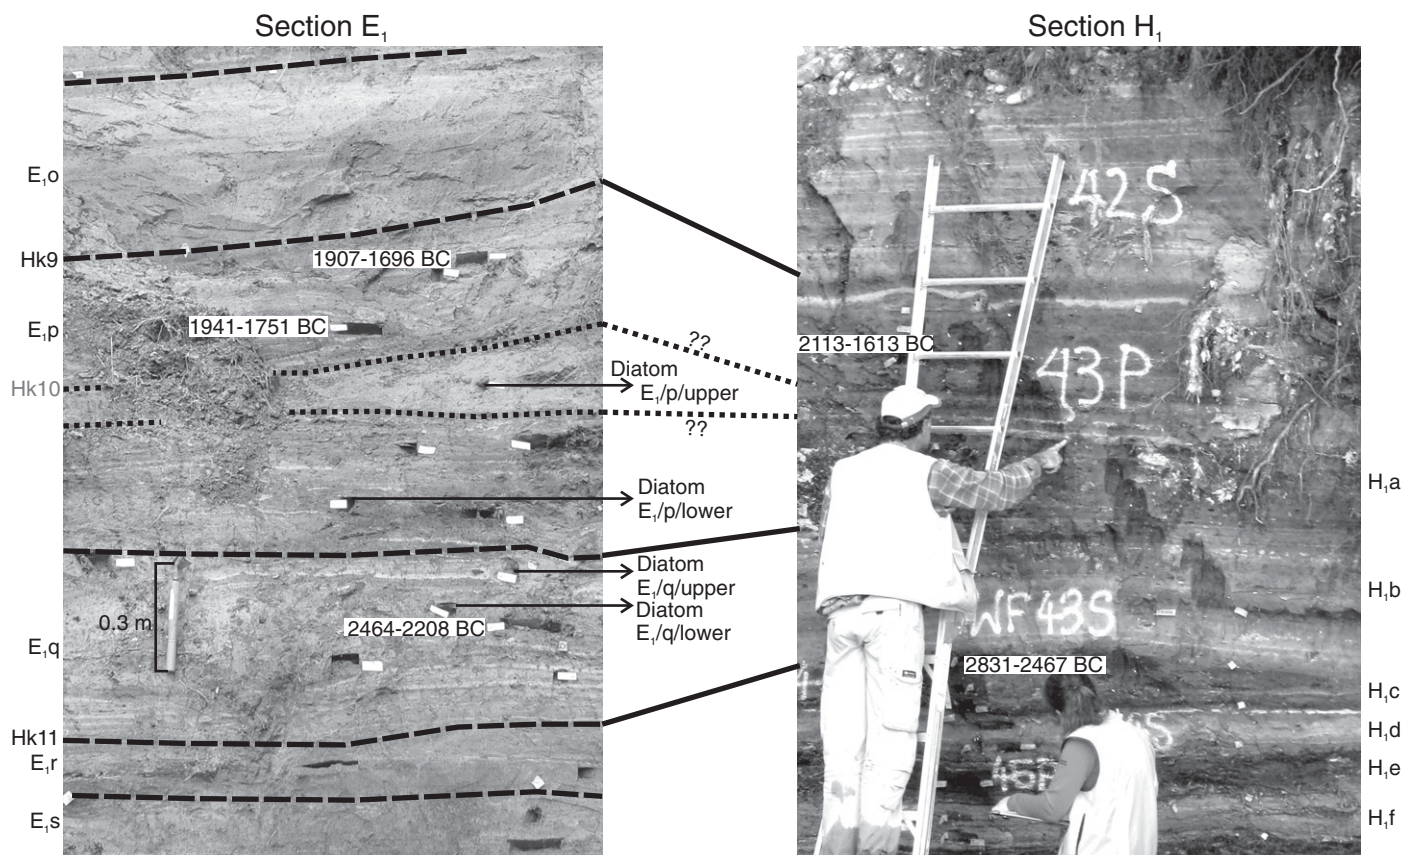 Section E₁
Section H₁
E₁o
Hk9
E₁p
Hk10
E₁q
Hk11
E₁r
E₁s
1907-1696 BC
1941-1751 BC
??
Diatom
E₁/p/upper
??
Diatom
E₁/p/lower
Diatom
E₁/q/upper
Diatom
E₁/q/lower
0.3 m
2464-2208 BC
42S
2113-1613 BC
43P
WF 43S
2831-2467 BC
H₁a
H₁b
H₁c
H₁d
H₁e
H₁f